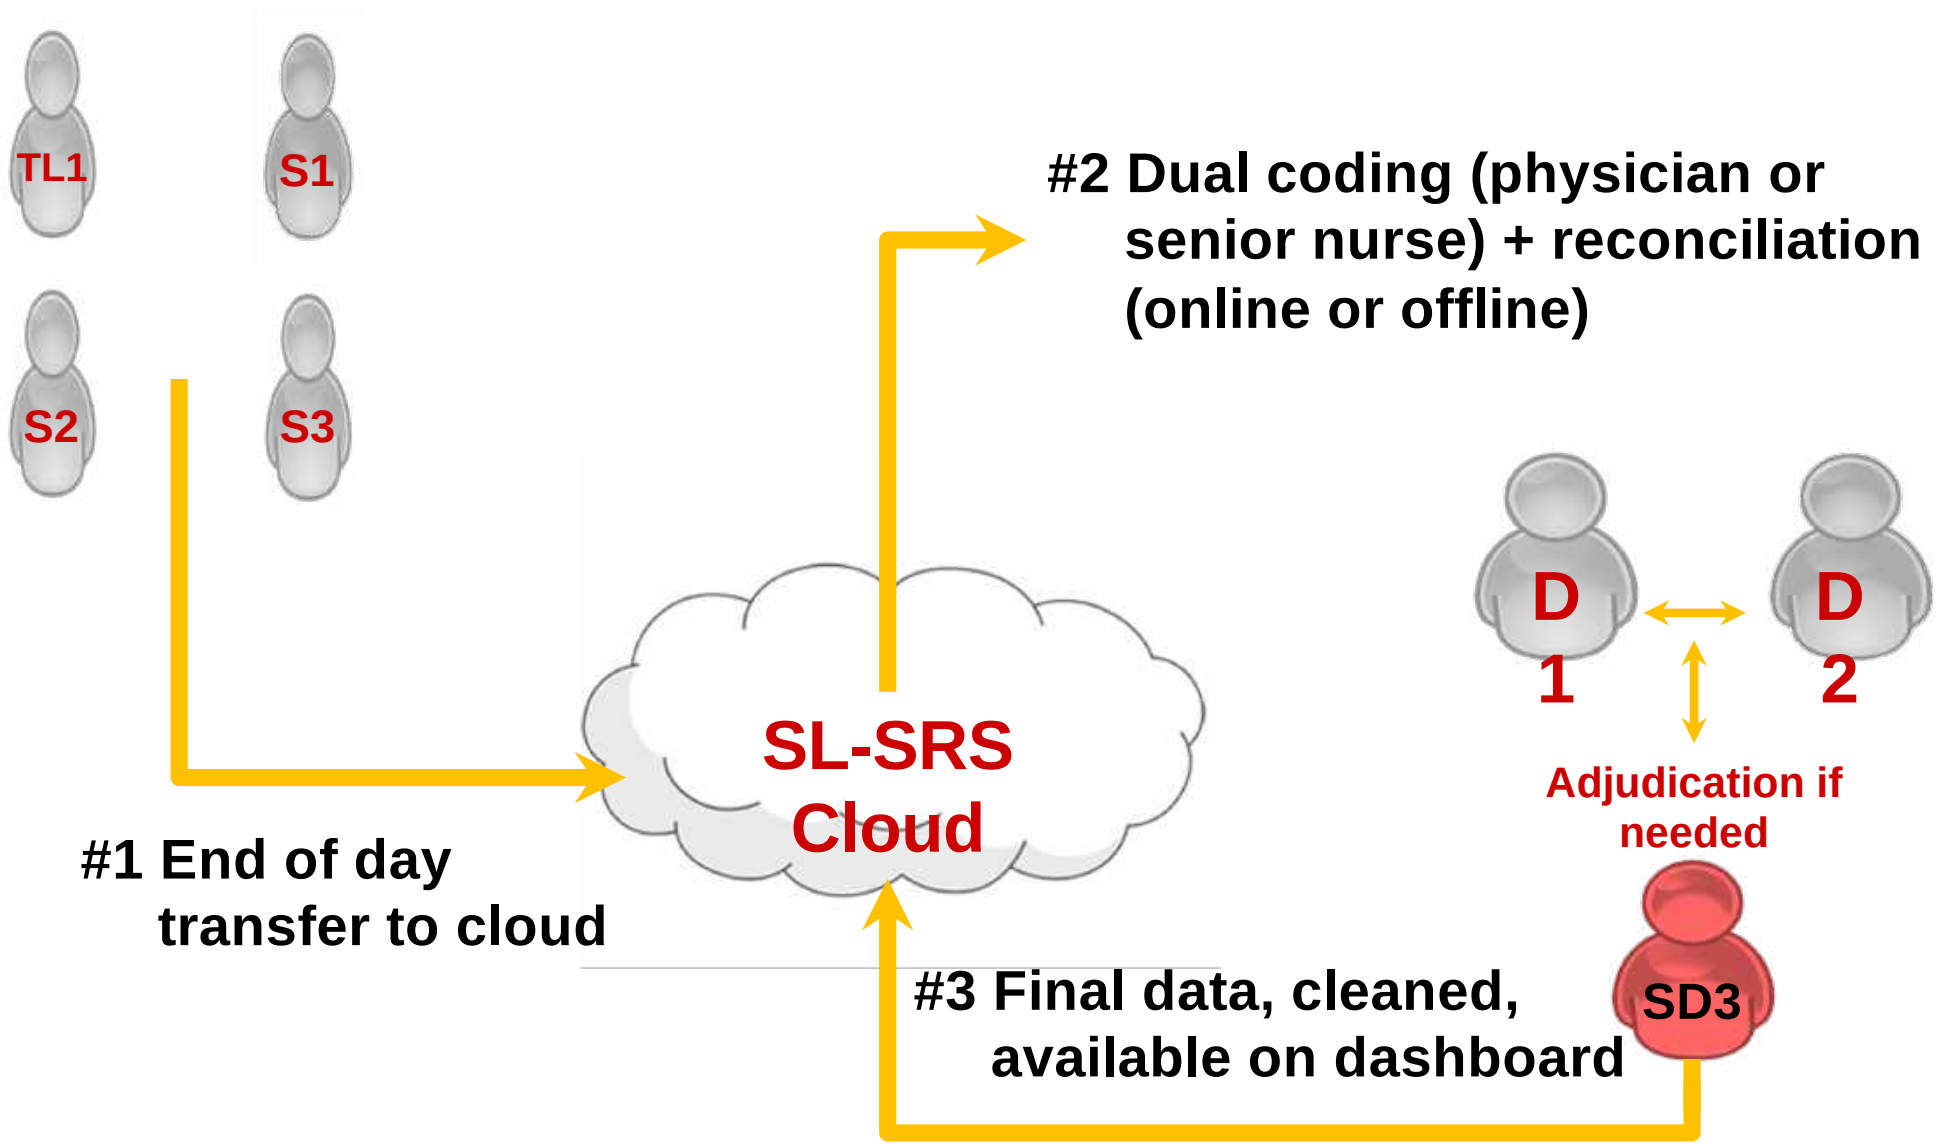 TL1
S1
S2
S3
#1 End of day
transfer to cloud
SL-SRS
Cloud
#2 Dual coding (physician or
senior nurse) + reconciliation
(online or offline)
D
1
D
2
Adjudication if
needed
SD3
#3 Final data, cleaned,
available on dashboard